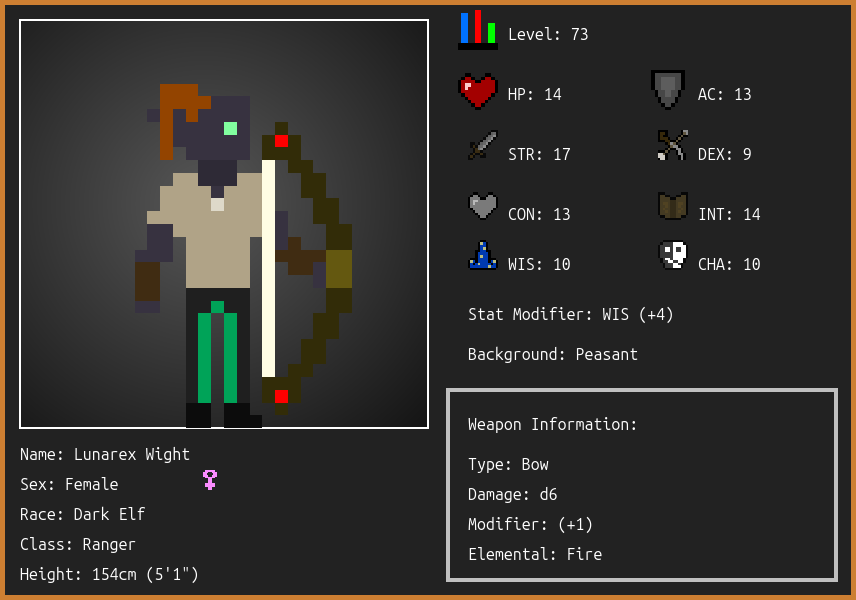 Level: 73
HP: 14
AC: 13
STR: 17
DEX: 9
CON: 13
INT: 14
WIS: 10
CHA: 10
Stat Modifier: WIS (+4)
Background: Peasant
Weapon Information:
Type: Bow
Damage: d6
Modifier: (+1)
Elemental: Fire
Name: Lunarex Wight
Sex: Female
Race: Dark Elf
Class: Ranger
Height: 154cm (5'1")